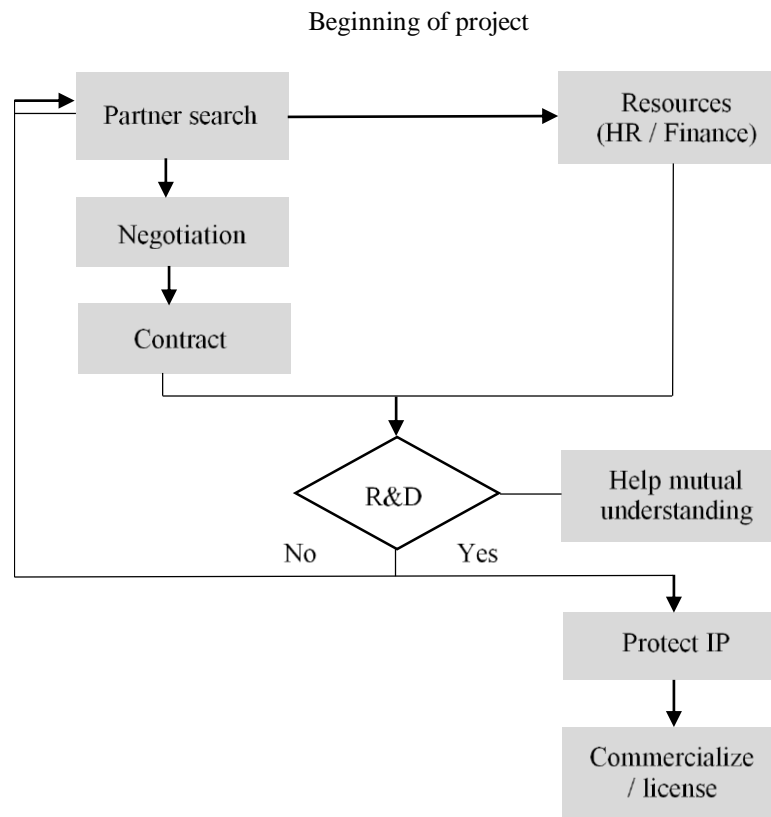 Beginning of project
Partner search
Resources
(HR / Finance)
Negotiation
Contract
R&D
Help mutual
understanding
No
Yes
Protect IP
Commercialize
/ license